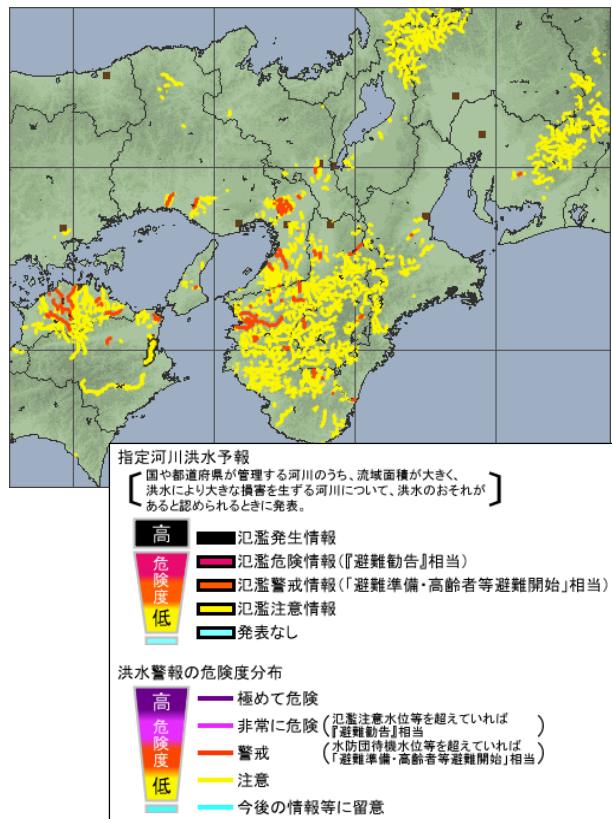 指定河川洪水予報
国や都道府県が管理する河川のうち、流域面積が大きく、
洪水により大きな損害を生ずる河川について、洪水のおそれが
あると認められるときに発表。
高
危険度
低
氾濫発生情報
氾濫危険情報(『避難勧告』相当)
氾濫警戒情報(「避難準備・高齢者等避難開始」相当)
氾濫注意情報
発表なし
洪水警報の危険度分布
高
危険度
低
極めて危険
非常に危険(氾濫注意水位等を超えていれば
『避難勧告』相当)
警戒(水防団待機水位等を超えていれば
「避難準備・高齢者等避難開始」相当)
注意
今後の情報等に留意